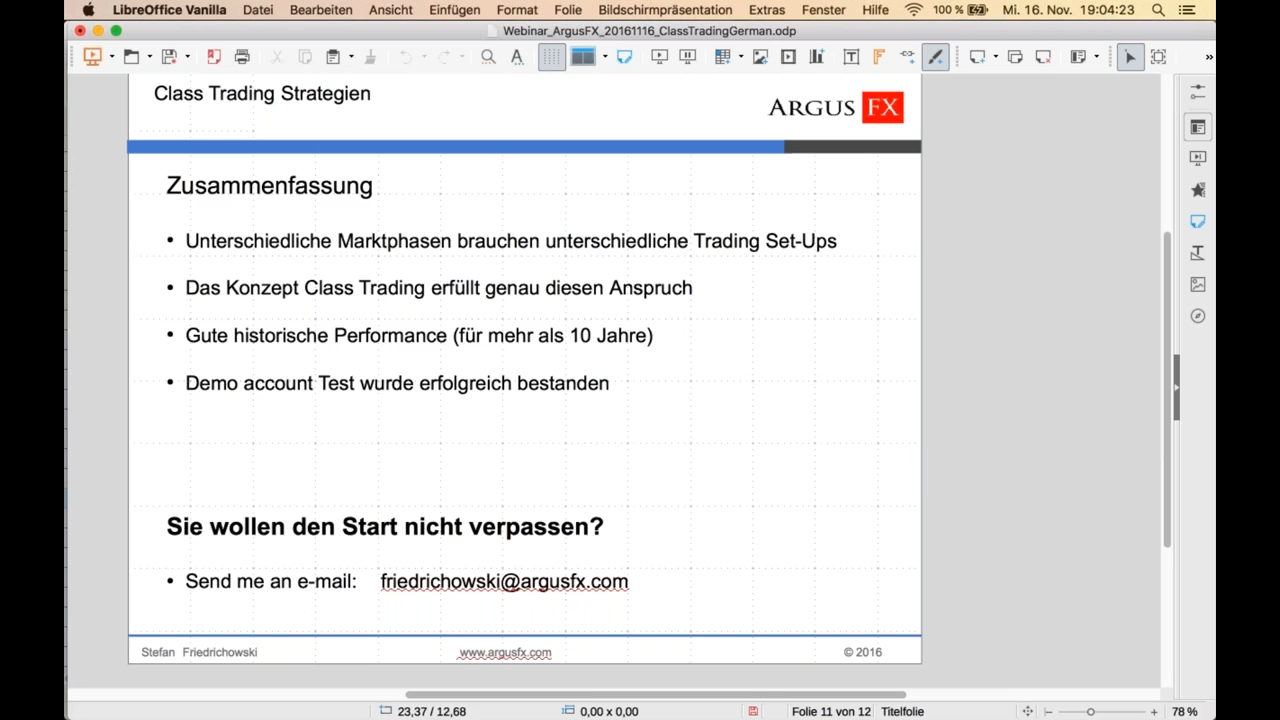 LibreOffice Vanilla Datei Bearbeiten Ansicht Einfügen Format Folie Bildschirmpräsentation Extras Fenster Hilfe 100 % Mi. 16. Nov. 19:04:23
Webinar_ArgusFX_20161116_ClassTradingGerman.odp
Class Trading Strategien
ARGUS FX
Zusammenfassung
• Unterschiedliche Marktphasen brauchen unterschiedliche Trading Set-Ups
• Das Konzept Class Trading erfüllt genau diesen Anspruch
• Gute historische Performance (für mehr als 10 Jahre)
• Demo account Test wurde erfolgreich bestanden
Sie wollen den Start nicht verpassen?
• Send me an e-mail: friedrichowski@argusfx.com
Stefan Friedrichowski www.argusfx.com © 2016
23,37 / 12,68 0,00 x 0,00 Folie 11 von 12 Titelfolie 78 %